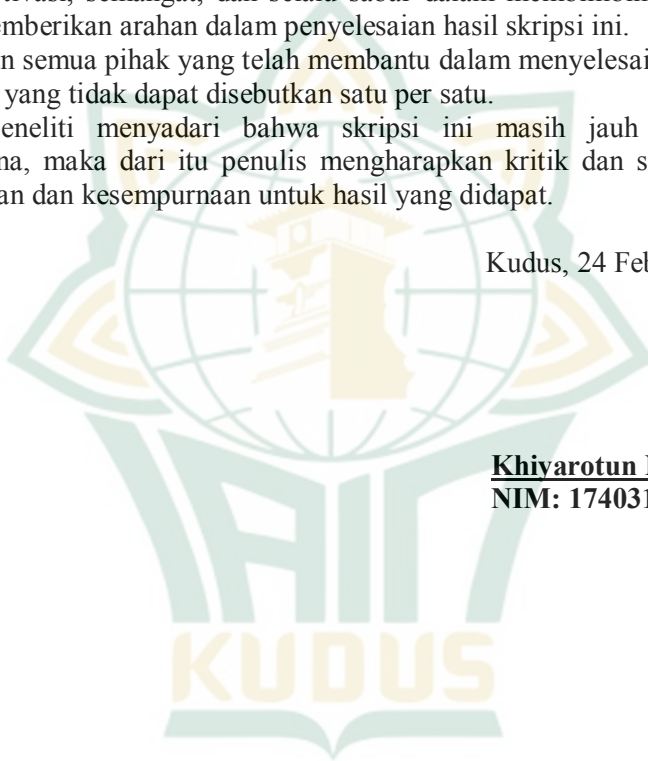 emberikan arahan dalam penyelesaian hasil skripsi ini.
n semua pihak yang telah membantu dalam menyelesai
yang tidak dapat disebutkan satu per satu.
eneliti menyadari bahwa skripsi ini masih jauh
na, maka dari itu penulis mengharapkan kritik dan s
an dan kesempurnaan untuk hasil yang didapat.
Kudus, 24 Feb
Khiyarotun
NIM: 174031
IAIN
KUDUS